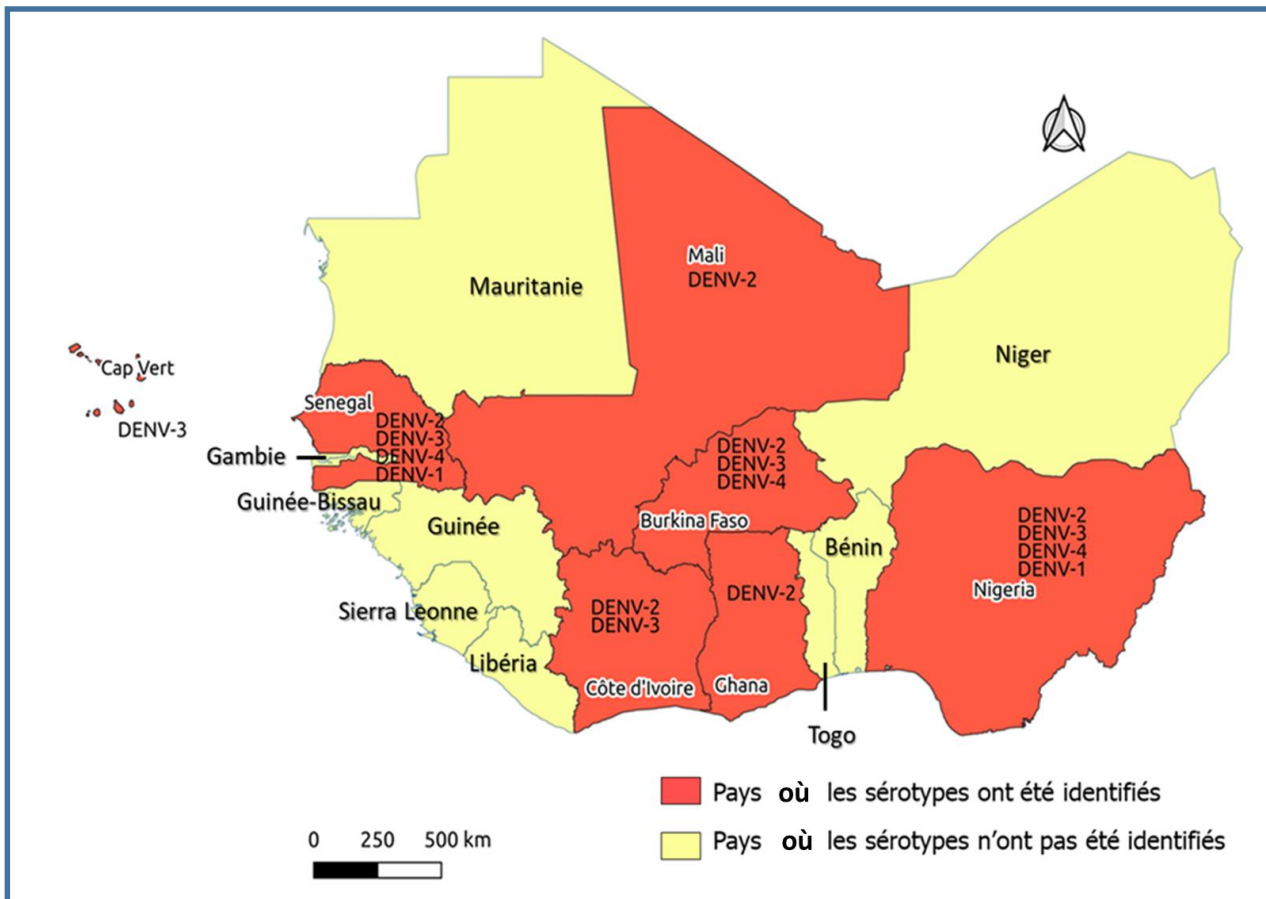 Mali
DENV-2
Mauritanie
Niger
Cap Vert
DENV-3
Senegal
DENV-2
DENV-3
DENV-4
DENV-1
Gambie
Guinée-Bissau
Guinée
DENV-2
DENV-3
DENV-4
Burkina Faso
Bénin
DENV-2
DENV-3
DENV-4
DENV-1
Nigeria
Sierra Leonne
Libéria
DENV-2
DENV-3
Côte d'Ivoire
DENV-2
Ghana
Togo
Pays où les sérotypes ont été identifiés
Pays où les sérotypes n'ont pas été identifiés
0 250 500 km